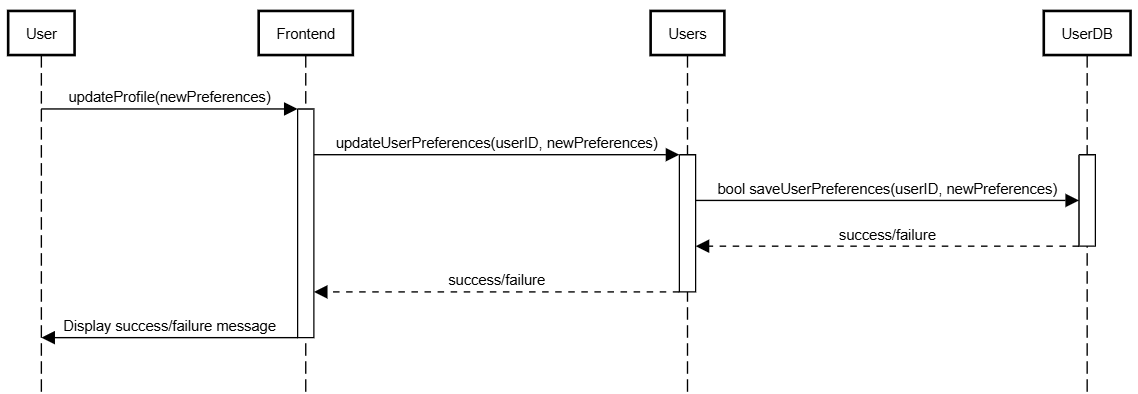 User
Frontend
Users
UserDB
updateProfile(newPreferences)
updateUserPreferences(userID, newPreferences)
bool saveUserPreferences(userID, newPreferences)
success/failure
success/failure
Display success/failure message